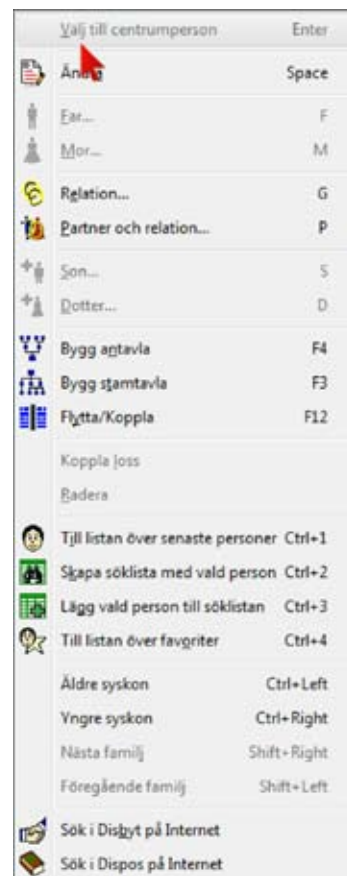 Välj till centrumperson Enter
Ändra Space
Far... F
Mor... M
Relation... G
Partner och relation... P
Son... S
Dotter... D
Bygg antavla F4
Bygg stamtavla F3
Flytta/Koppla F12
Koppla loss
Radera
Till listan över senaste personer Ctrl+1
Skapa söklista med vald person Ctrl+2
Lägg vald person till söklistan Ctrl+3
Till listan över favoriter Ctrl+4
Äldre syskon Ctrl+Left
Yngre syskon Ctrl+Right
Nästa familj Shift+Right
Föregående familj Shift+Left
Sök i Disbyt på Internet
Sök i Dispos på Internet